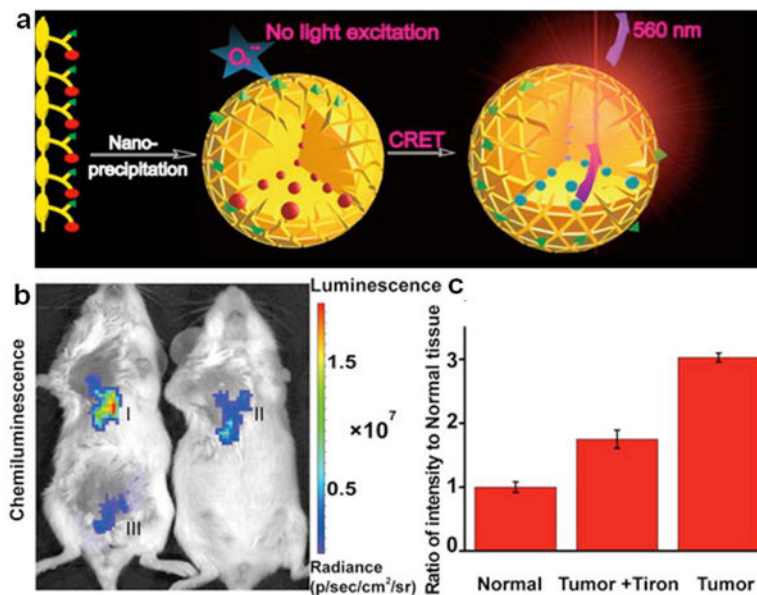 a
No light excitation
O₂•−
560 nm
Nano-
precipitation
CRET
b
Luminescence
1.5
×10⁷
0.5
Radiance
(p/sec/cm²/sr)
Chemiluminescence
I
II
III
c
Ratio of intensity to Normal tissue
3
2
1
0
Normal
Tumor +Tiron
Tumor